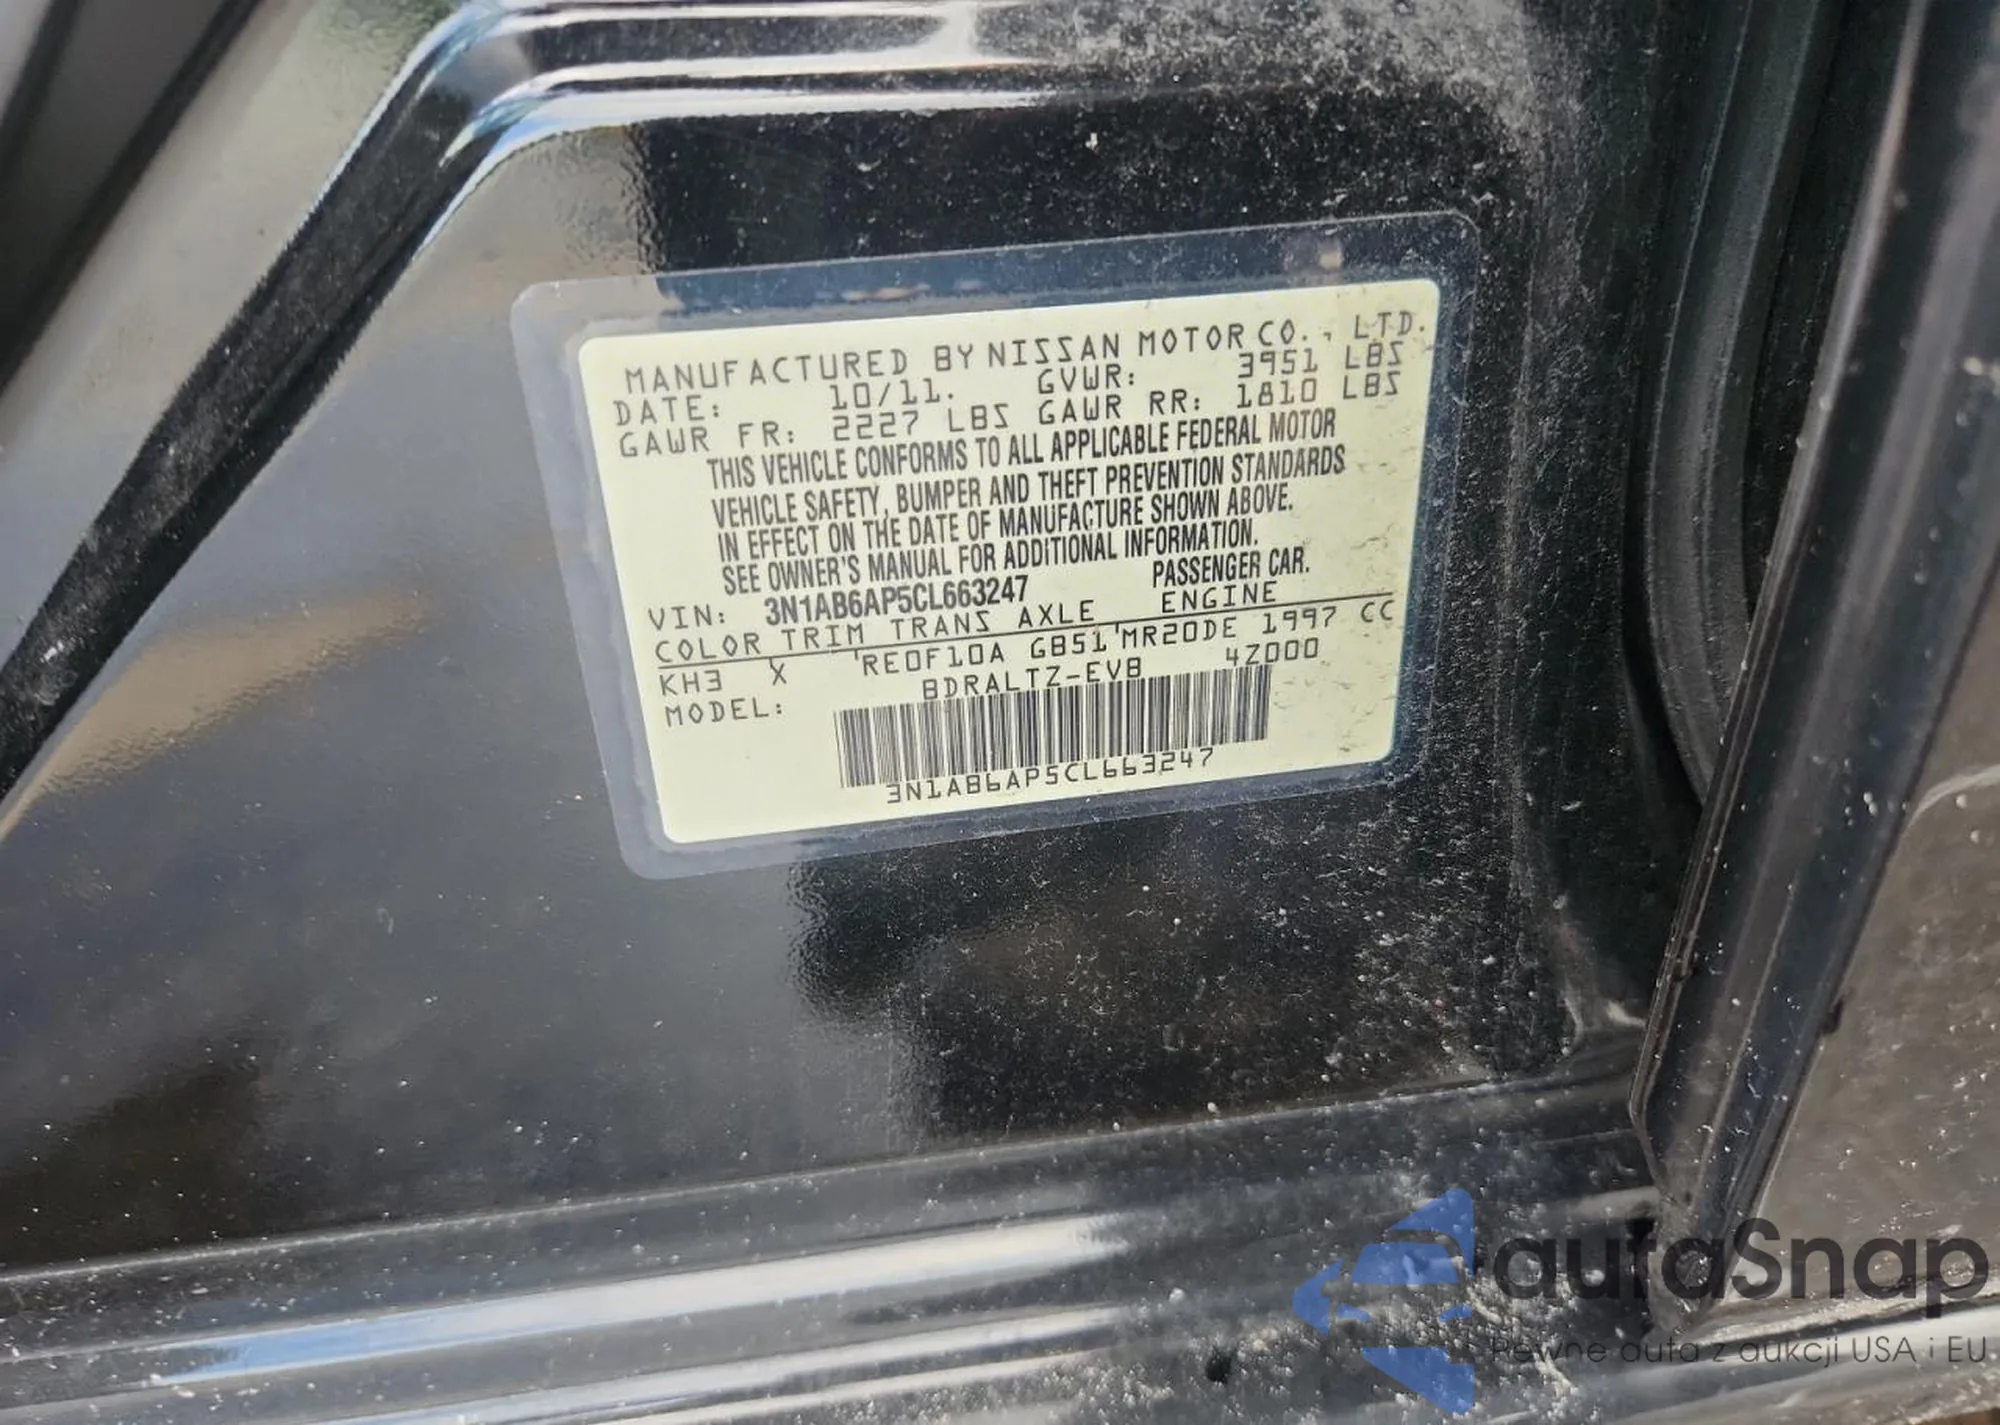 MANUFACTURED BY NISSAN MOTOR CO., LTD.
DATE: 10/11. GVWR: 3951 LBS
GAWR FR: 2227 LBS GAWR RR: 1810 LBS
THIS VEHICLE CONFORMS TO ALL APPLICABLE FEDERAL MOTOR
VEHICLE SAFETY, BUMPER AND THEFT PREVENTION STANDARDS
IN EFFECT ON THE DATE OF MANUFACTURE SHOWN ABOVE.
SEE OWNER'S MANUAL FOR ADDITIONAL INFORMATION.
VIN: 3N1AB6AP5CL663247 PASSENGER CAR.
COLOR TRIM TRANS AXLE ENGINE
KH3 X RE0F10A GB51 MR20DE 1997 CC
MODEL: BDRALTZ-EVB 4Z000
3N1AB6AP5CL663247
autaSnap
Pewne auta z aukcji USA i EU